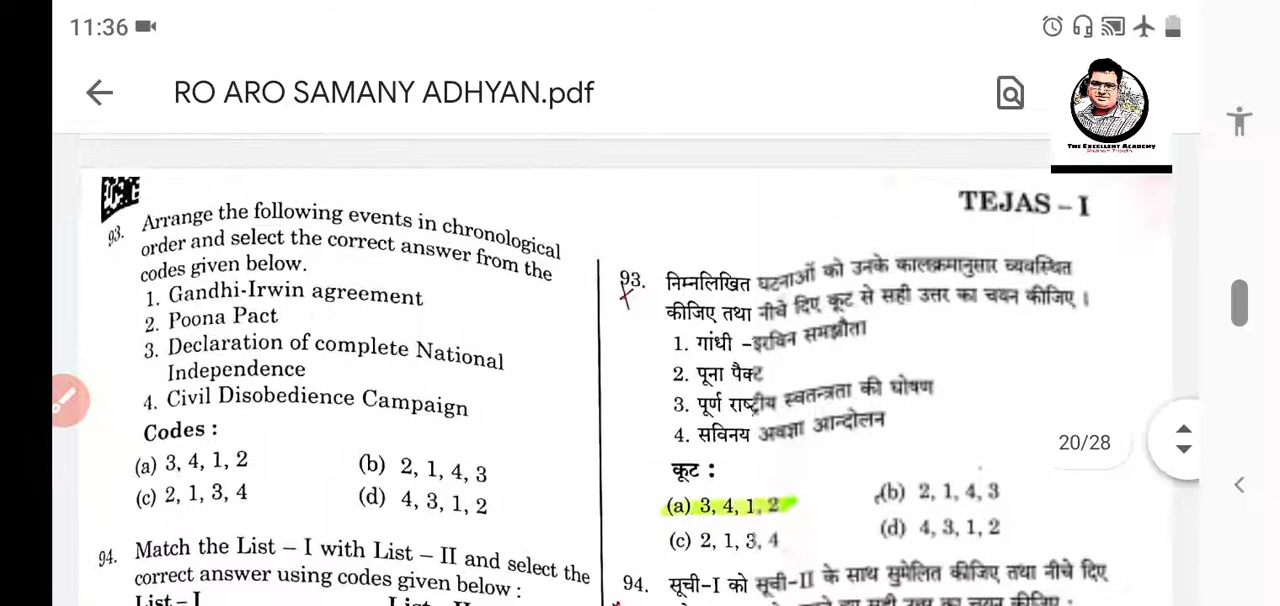 11:36
RO ARO SAMANY ADHYAN.pdf
THE EXCELLENT ACADEMY
TEJAS – I
93. Arrange the following events in chronological
order and select the correct answer from the
codes given below.
1. Gandhi-Irwin agreement
2. Poona Pact
3. Declaration of complete National
Independence
4. Civil Disobedience Campaign
Codes :
(a) 3, 4, 1, 2
(b) 2, 1, 4, 3
(c) 2, 1, 3, 4
(d) 4, 3, 1, 2
94. Match the List – I with List – II and select the
correct answer using codes given below :
List – I
93. निम्नलिखित घटनाओं को उनके कालक्रमानुसार व्यवस्थित
कीजिए तथा नीचे दिए कूट से सही उत्तर का चयन कीजिए ।
1. गांधी -इरविन समझौता
2. पूना पैक्ट
3. पूर्ण राष्ट्रीय स्वतन्त्रता की घोषण
4. सविनय अवज्ञा आन्दोलन
कूट :
(a) 3, 4, 1, 2
(b) 2, 1, 4, 3
(c) 2, 1, 3, 4
(d) 4, 3, 1, 2
94. सूची-I को सूची-II के साथ सुमेलित कीजिए तथा नीचे दिए
20/28